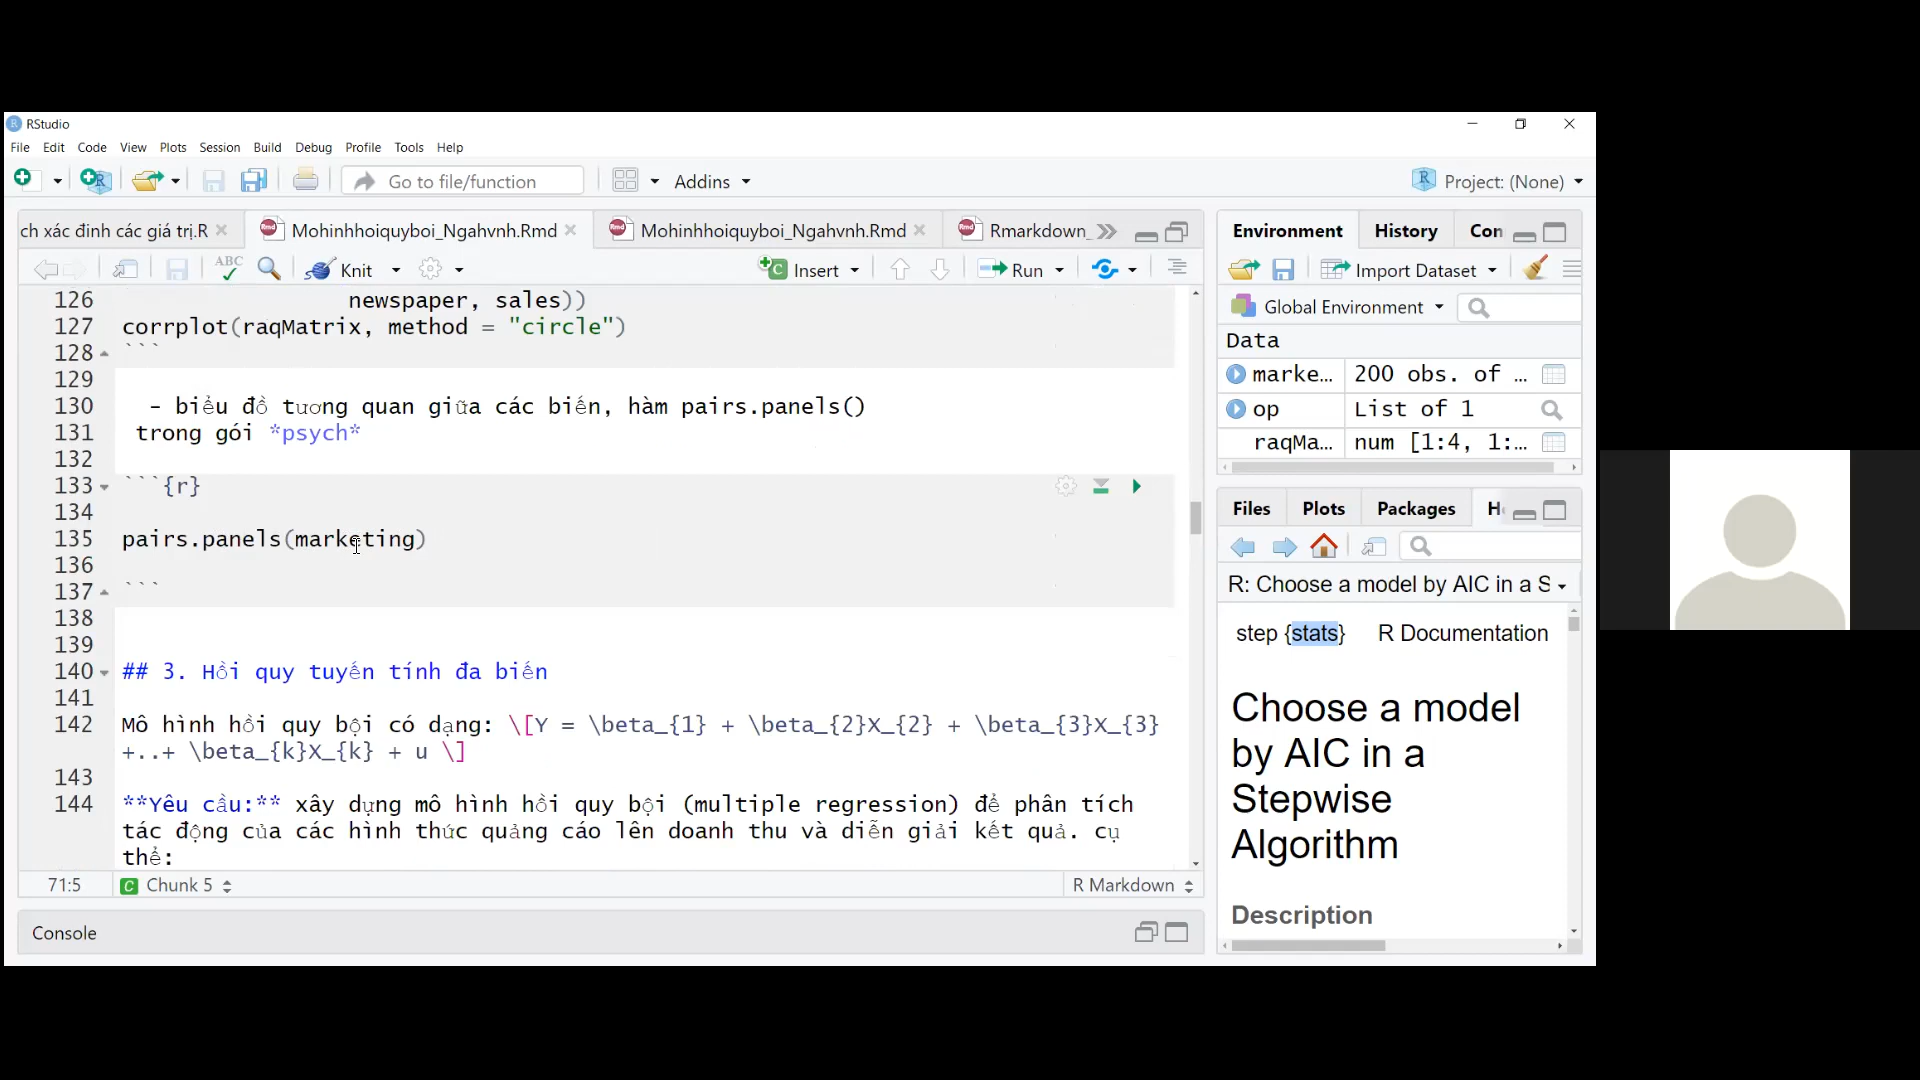 RStudio
File Edit Code View Plots Session Build Debug Profile Tools Help
Go to file/function Addins Project: (None)
ch xác đinh các giá trị.R Mohinhhoiquyboi_Ngahvnh.Rmd Mohinhhoiquyboi_Ngahvnh.Rmd Rmarkdown_
ABC Knit Insert Run
126 newspaper, sales))
127 corrplot(raqMatrix, method = "circle")
128 ```
129
130 - biểu đồ tương quan giữa các biến, hàm pairs.panels()
131 trong gói *psych*
132
133 ```{r}
134
135 pairs.panels(marketing)
136
137 ```
138
139
140 ## 3. Hồi quy tuyến tính đa biến
141
142 Mô hình hồi quy bội có dạng: \[Y = \beta_{1} + \beta_{2}X_{2} + \beta_{3}X_{3}
+..+ \beta_{k}X_{k} + u \]
143
144 **Yêu cầu:** xây dựng mô hình hồi quy bội (multiple regression) để phân tích
tác động của các hình thức quảng cáo lên doanh thu và diễn giải kết quả. cụ
thể:
71:5 Chunk 5 R Markdown
Console
Environment History Con
Import Dataset
Global Environment
Data
marke... 200 obs. of ...
op List of 1
raqMa... num [1:4, 1:...
Files Plots Packages H
R: Choose a model by AIC in a S
step {stats} R Documentation
Choose a model
by AIC in a
Stepwise
Algorithm
Description